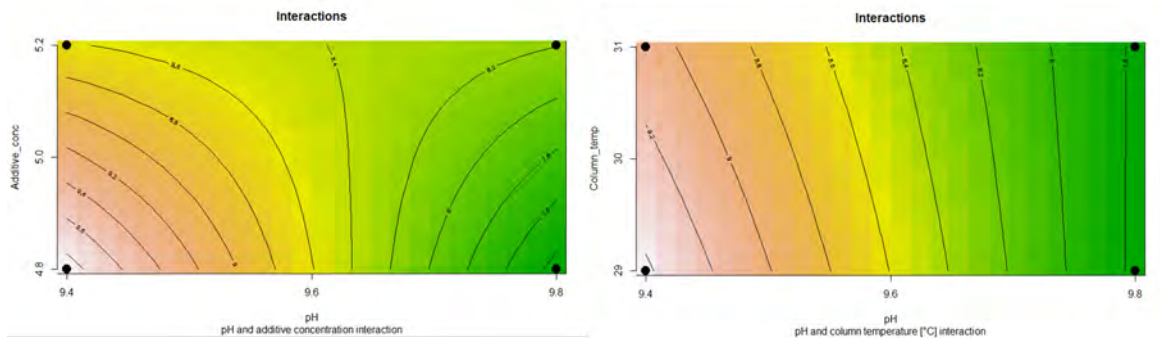 Interactions
5.2
5.0
4.8
Additive_conc
9.4
9.6
9.8
pH
pH and additive concentration interaction
Interactions
31
30
29
Column_temp
9.4
9.6
9.8
pH
pH and column temperature [°C] interaction